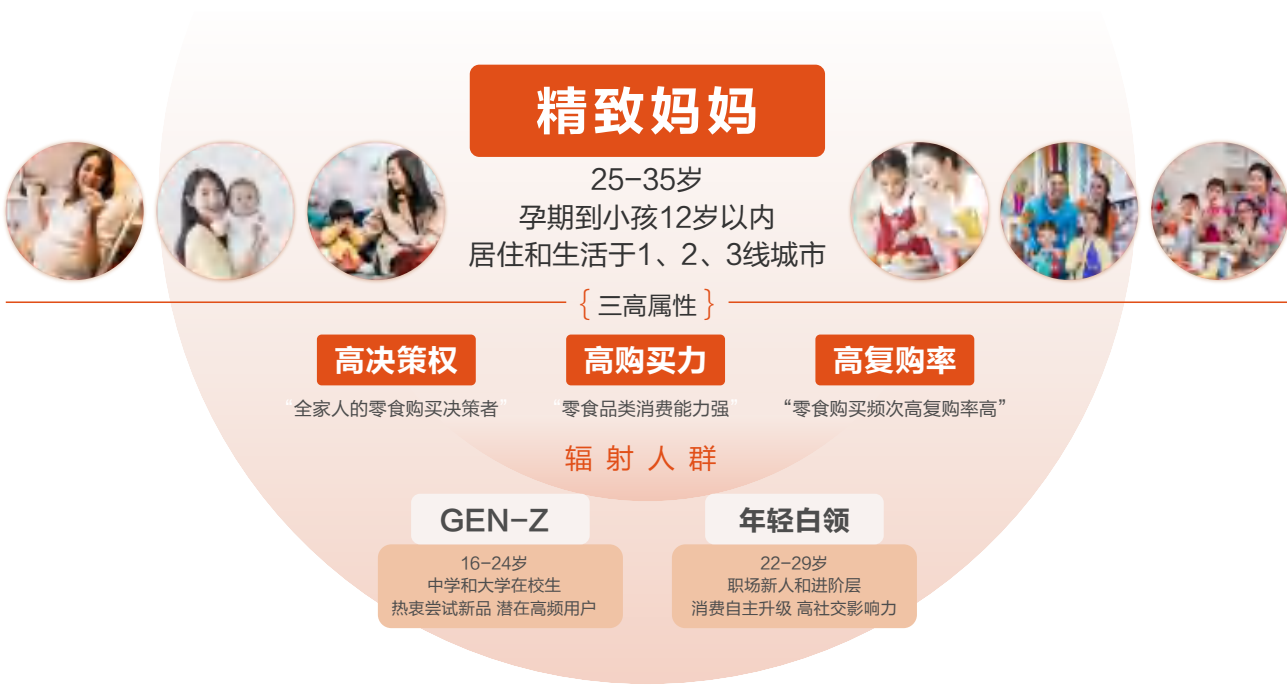 精致妈妈
25-35岁
孕期到小孩12岁以内
居住和生活于1、2、3线城市
{三高属性}
高决策权
高购买力
高复购率
“全家人的零食购买决策者”
“零食品类消费能力强”
“零食购买频次高复购率高”
辐射人群
GEN-Z
年轻白领
16-24岁
中学和大学在校生
热衷尝试新品 潜在高频用户
22-29岁
职场新人和进阶层
消费自主升级 高社交影响力